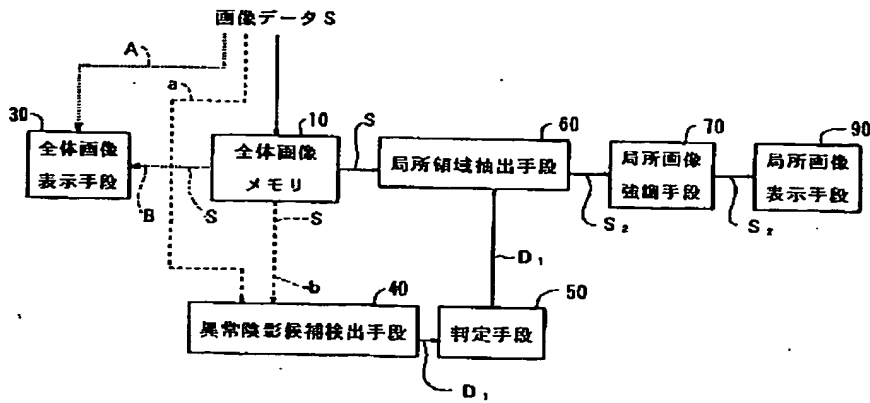 画像データS
A
a
30
10
S
60
70
90
全体画像
表示手段
全体画像
メモリ
局所領域抽出手段
局所画像
強調手段
局所画像
表示手段
B
S
S
S₂
S₂
b
D₁
40
50
異常陰影候補検出手段
判定手段
D₁